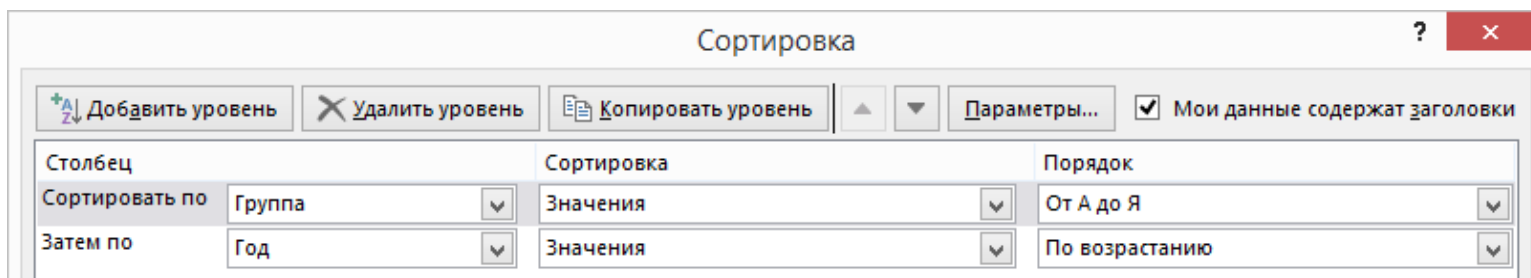 Сортировка
?
Добавить уровень Удалить уровень Копировать уровень Параметры... Мои данные содержат заголовки
Столбец Сортировка Порядок
Сортировать по Группа Значения От А до Я
Затем по Год Значения По возрастанию